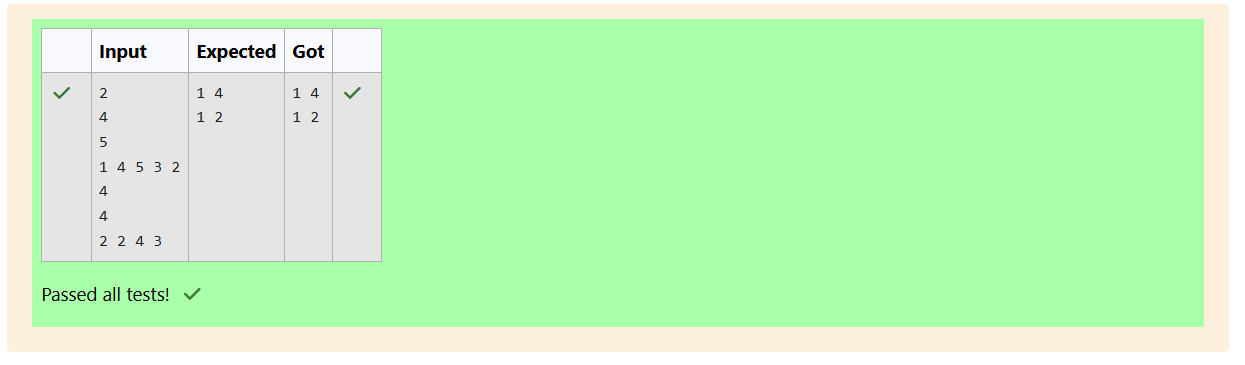 Input Expected Got
2 1 4 1 4
4 1 2 1 2
5
1 4 5 3 2
4
4
2 2 4 3
Passed all tests!